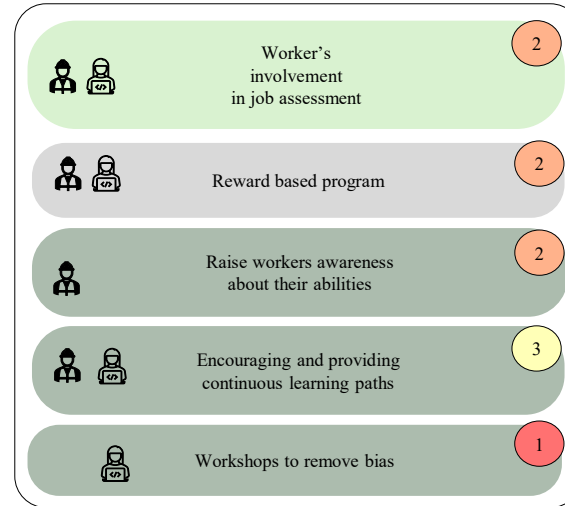 2
Worker's
involvement
in job assessment
</>
2
Reward based program
</>
2
Raise workers awareness
about their abilities
3
Encouraging and providing
continuous learning paths
</>
1
Workshops to remove bias
</>